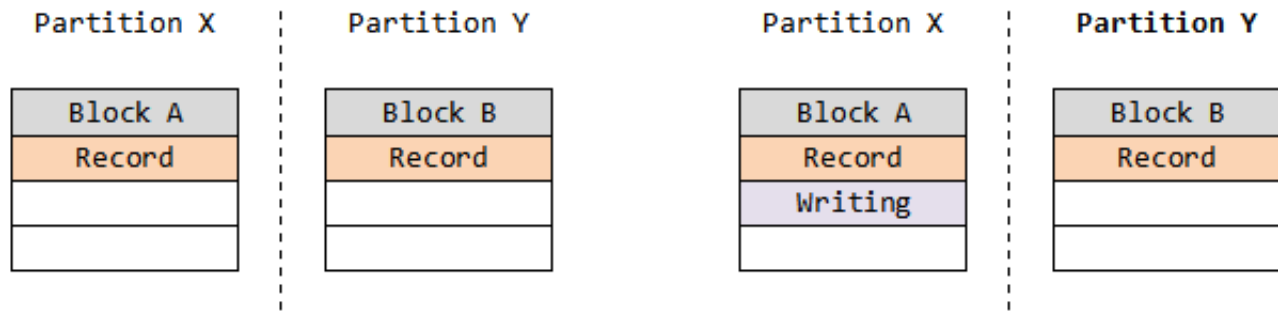 Partition X Partition Y Partition X Partition Y
Block A Block B Block A Block B
Record Record Record Record
Writing